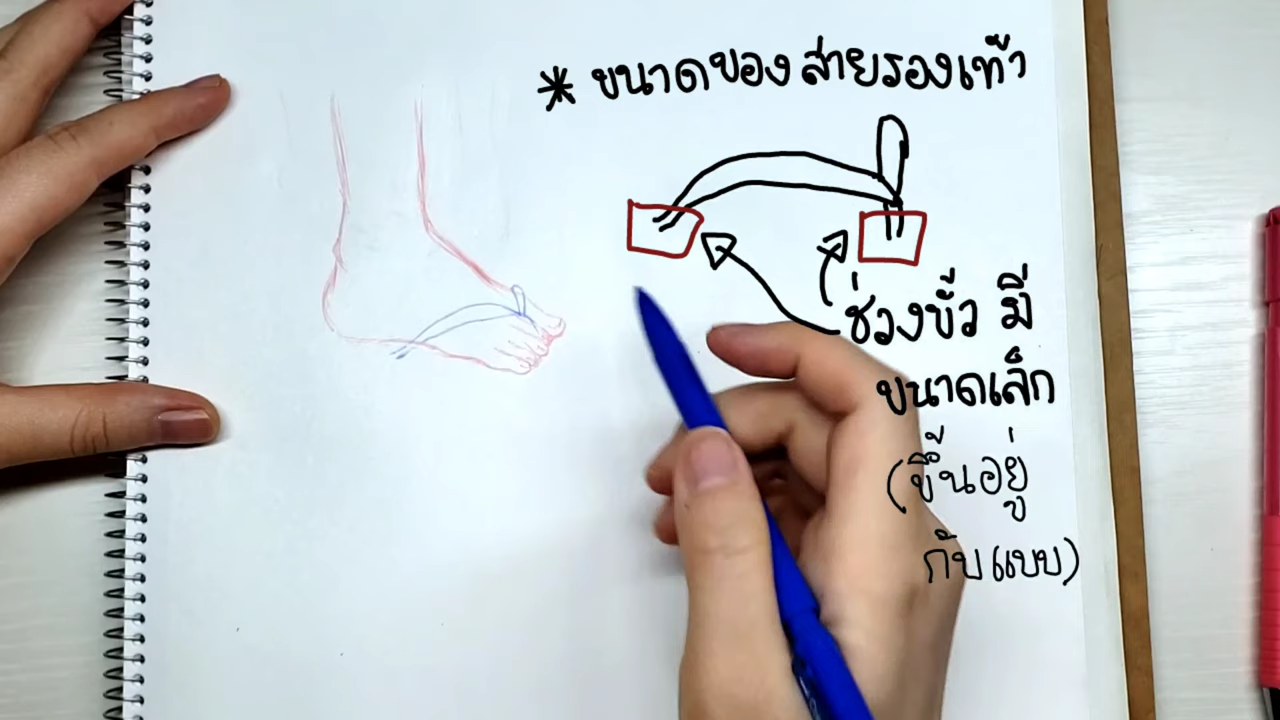 * ขนาดของสายรองเท้า
ช่วงขั้ว มี
ขนาดเล็ก
(ขึ้นอยู่
กับแบบ)